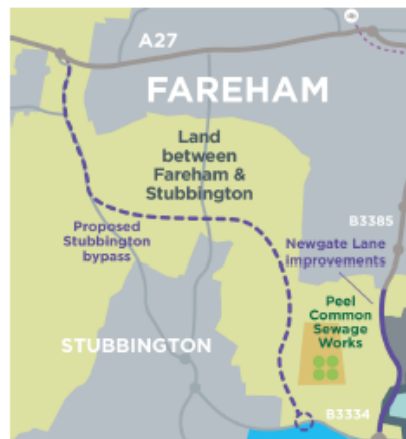 A27
FAREHAM
Land
between
Fareham &
Stubbington
Proposed
Stubbington
bypass
B3385
Newgate Lane
Improvements
Peel
Common
Sewage
Works
STUBBINGTON
B3334